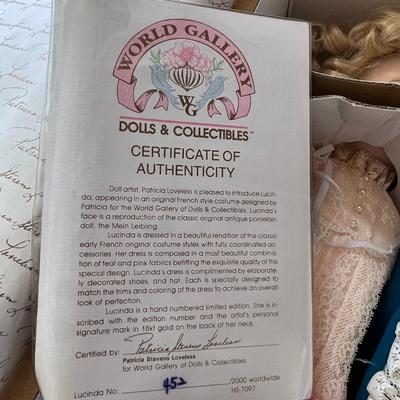 WORLD GALLERY
WG
DOLLS & COLLECTIBLES™
CERTIFICATE OF
AUTHENTICITY
Doll artist, Patricia Loveless is pleased to introduce Lucin-
da, appearing in an original French style costume designed
by Patricia for the World Gallery of Dolls & Collectibles. Lucinda's
face is a reproduction of the classic original antique porcelain
doll, the Mein Leibling.
Lucinda is dressed in a beautiful rendition of the classic
early French original costume styles with fully coordinated ac-
cessories. Her dress is composed in a most beautiful combina-
tion of teal and pink fabrics befitting the exquisite quality of this
special design. Lucinda's dress is complimented by elaborate-
ly decorated shoes, and hat. Each is specially designed to
match the trims and coloring of the dress to achieve an overall
look of perfection.
Lucinda is a hand numbered limited edition. She is in-
scribed with the edition number and the artist's personal
signature mark in 18kt gold on the back of her neck.
Certified by: Patricia Stevens Loveless
Patricia Stevens Loveless
for World Gallery of Dolls & Collectibles
Lucinda No: 452 /2000 worldwide
HS-7097